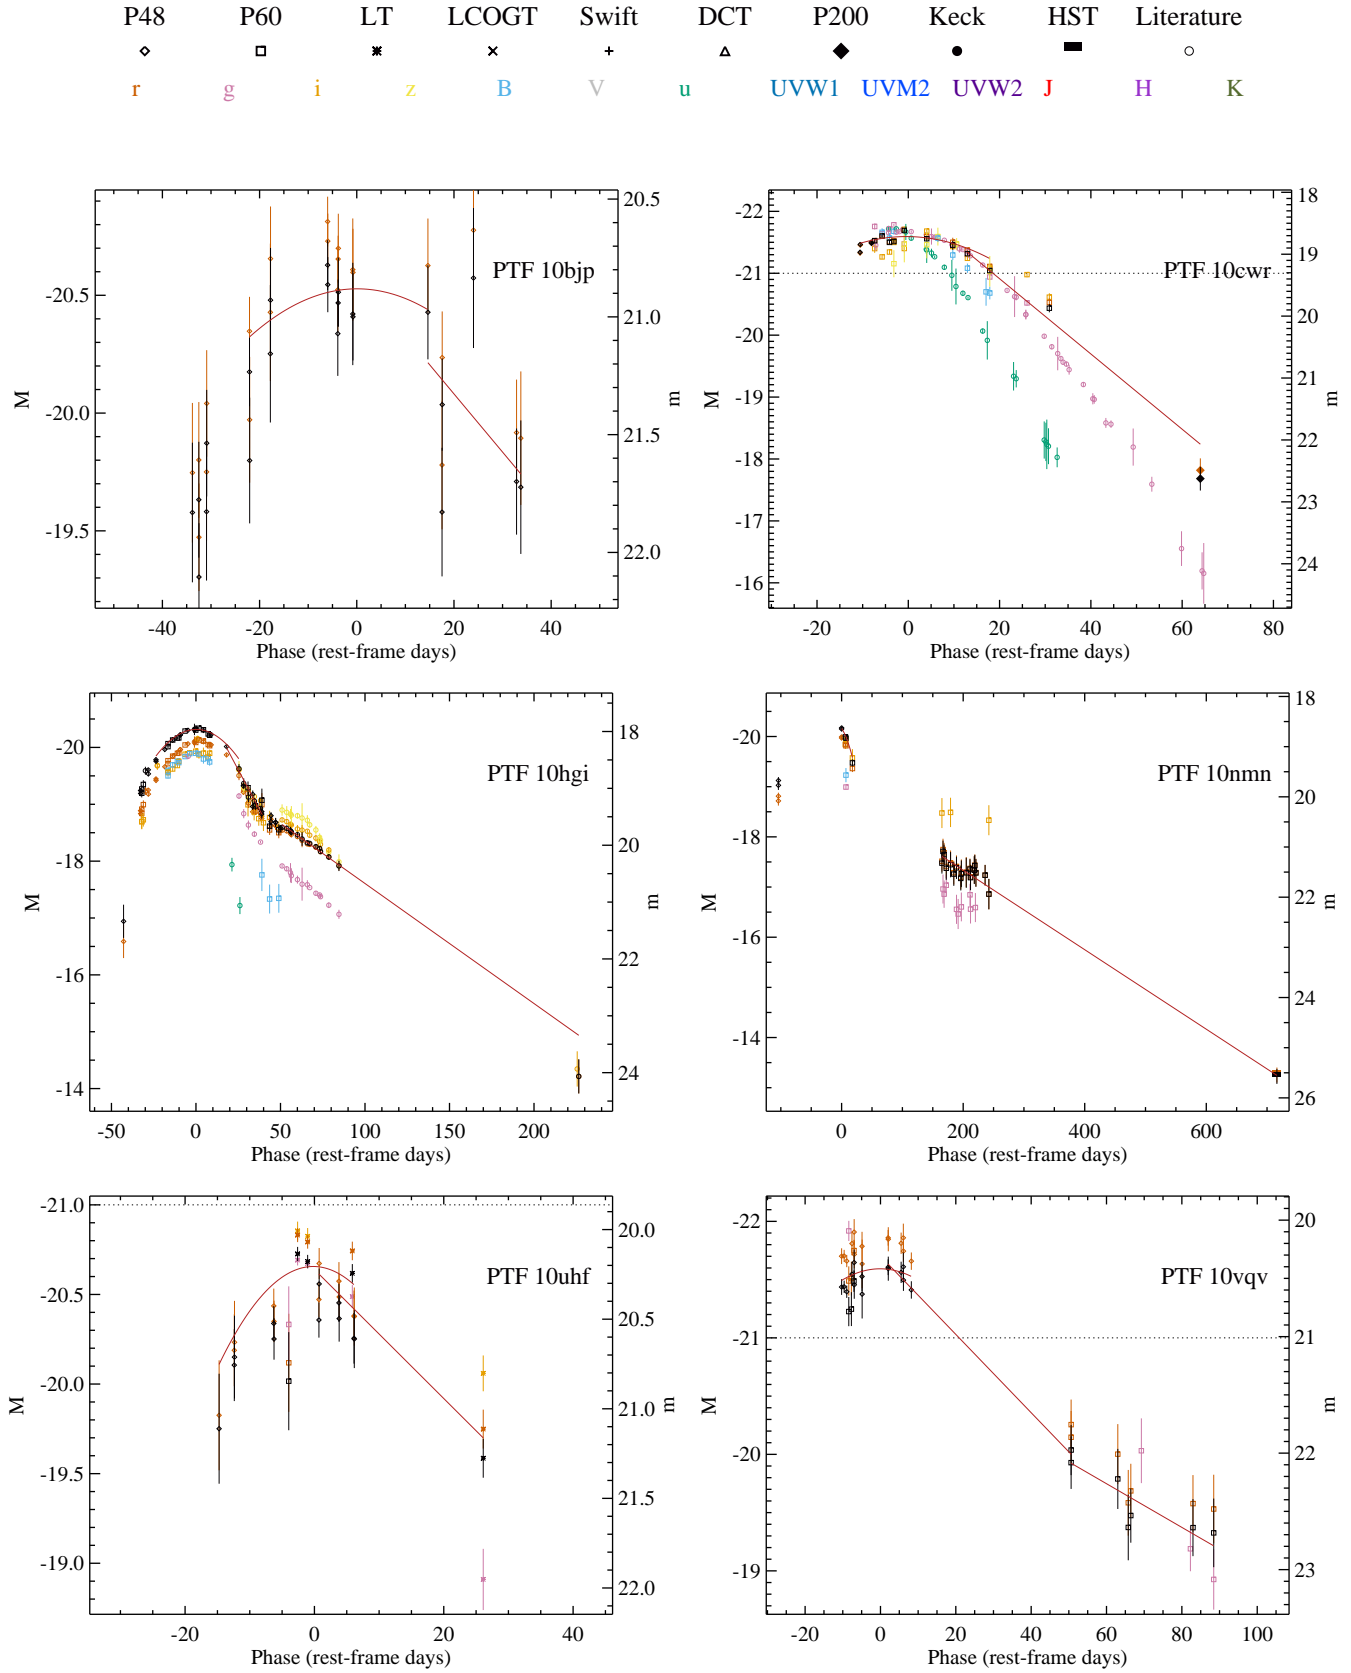 P48 P60 LT LCOGT Swift DCT P200 Keck HST Literature
r g i z B V u UVW1 UVM2 UVW2 J H K
-20.5
-20.0
-19.5
M
PTF 10bjp
20.5
21.0
21.5
22.0
m
-40 -20 0 20 40
Phase (rest-frame days)
-22
-21
-20
-19
-18
-17
-16
M
PTF 10cwr
18
19
20
21
22
23
24
m
-20 0 20 40 60 80
Phase (rest-frame days)
-20
-18
-16
-14
M
PTF 10hgi
18
20
22
24
m
-50 0 50 100 150 200
Phase (rest-frame days)
-20
-18
-16
-14
M
PTF 10nmn
18
20
22
24
26
m
0 200 400 600
Phase (rest-frame days)
-21.0
-20.5
-20.0
-19.5
-19.0
M
PTF 10uhf
20.0
20.5
21.0
21.5
22.0
m
-20 0 20 40
Phase (rest-frame days)
-22
-21
-20
-19
M
PTF 10vqv
20
21
22
23
m
-20 0 20 40 60 80 100
Phase (rest-frame days)